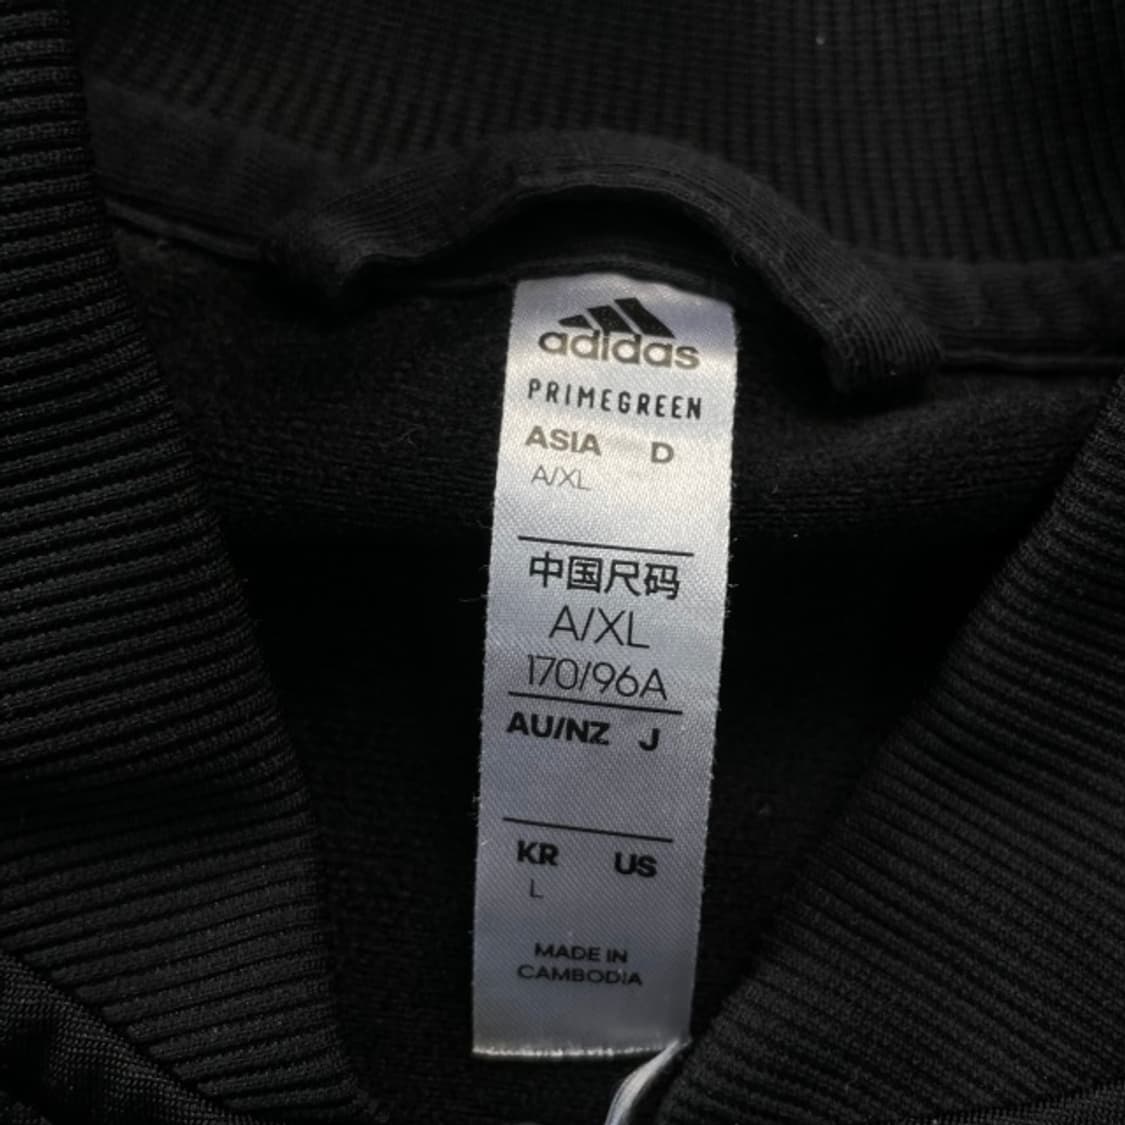 adidas
PRIMEGREEN
ASIA D
A/XL
中国尺码
A/XL
170/96A
AU/NZ J
KR US
L
MADE IN
CAMBODIA